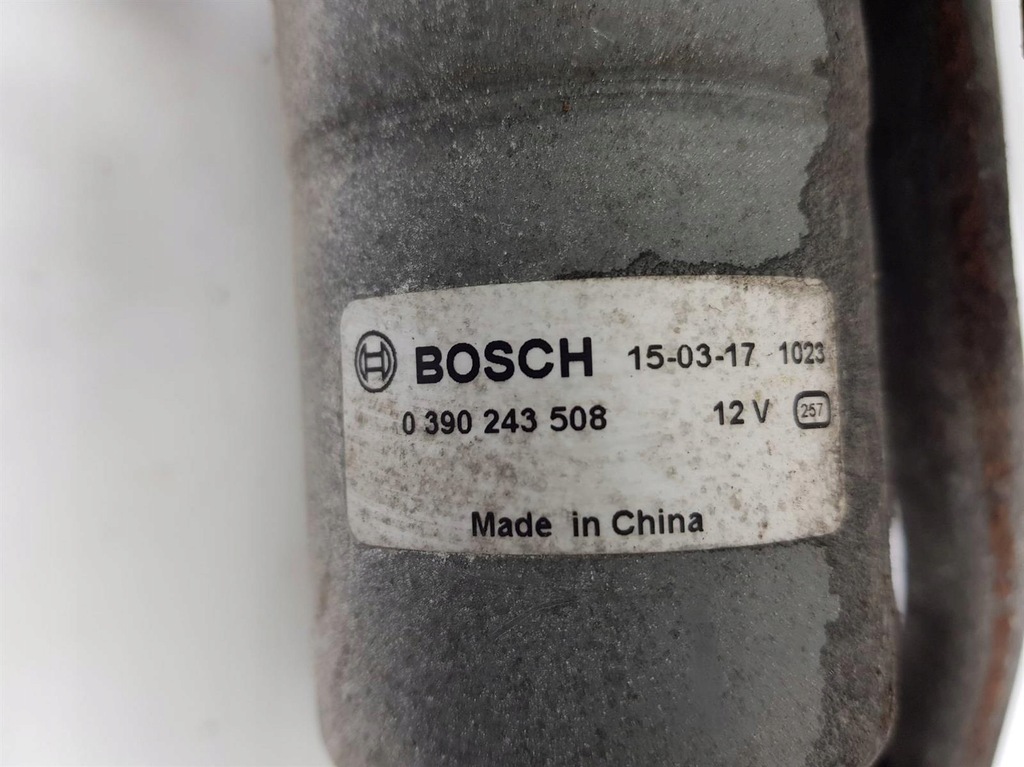 BOSCH 15-03-17 1023
0 390 243 508 12 V 257
Made in China